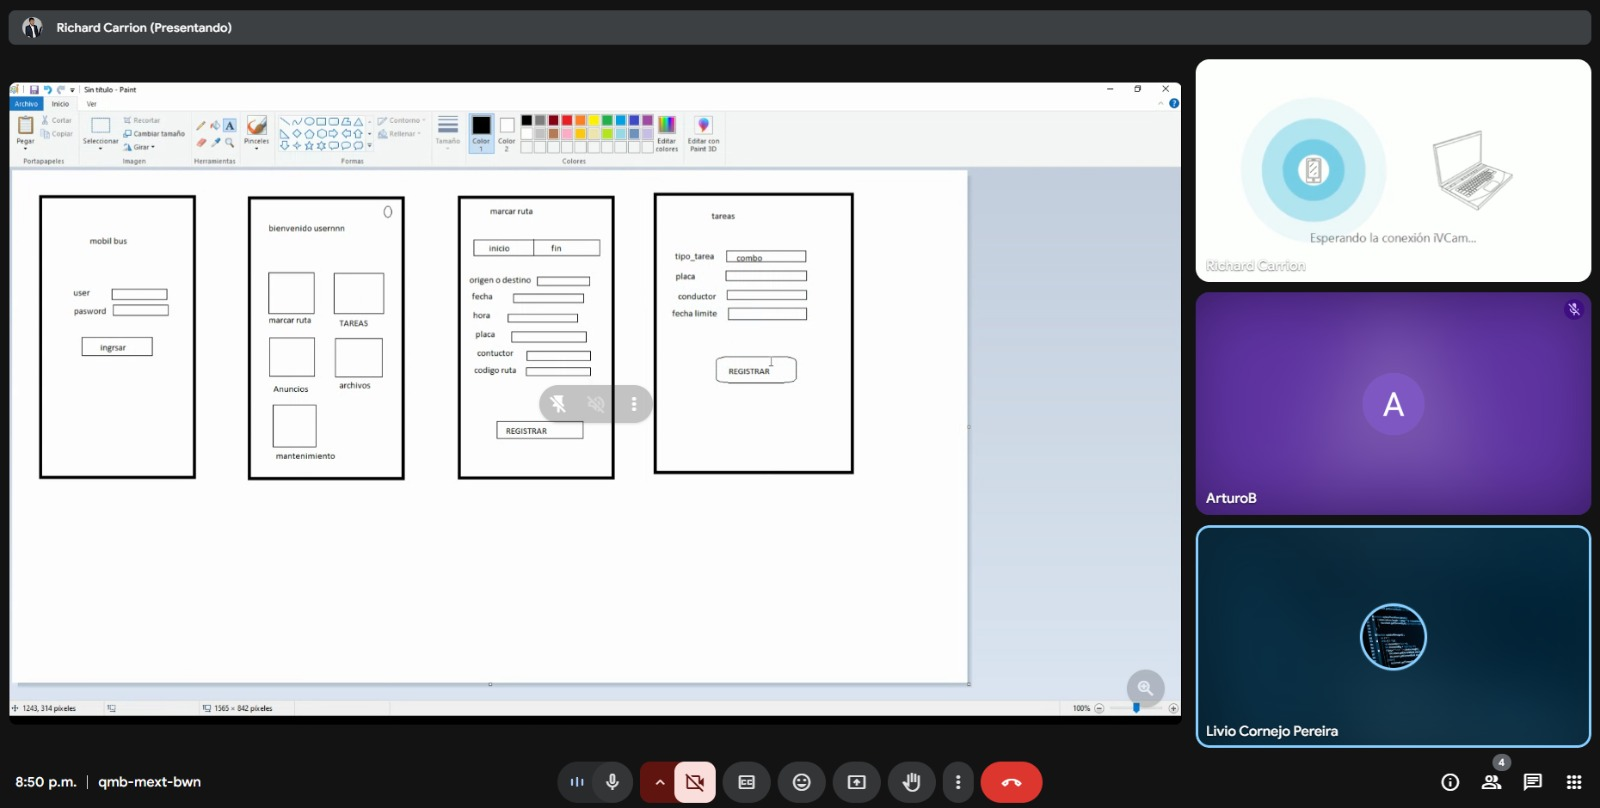 Richard Carrion (Presentando)
Sin título - Paint
Archivo
Inicio
Ver
Pegar
Cortar
Copiar
Portapapeles
Seleccionar
Recortar
Cambiar tamaño
Girar
Imagen
Herramientas
Pinceles
Contorno
Rellenar
Formas
Tamaño
Color
1
Color
2
Editar
colores
Colores
Editar con
Paint 3D
mobil bus
user
pasword
ingrsar
bienvenido usernnn
marcar ruta
TAREAS
Anuncios
archivos
mantenimiento
marcar ruta
inicio
fin
origen o destino
fecha
hora
placa
contuctor
codigo ruta
REGISTRAR
tareas
tipo_tarea
combo
placa
conductor
fecha limite
REGISTRAR
1243, 314 píxeles
1565 × 842 píxeles
100%
Esperando la conexión iVCam...
Richard Carrion
A
ArturoB
Livio Cornejo Pereira
8:50 p.m. | qmb-mext-bwn
4